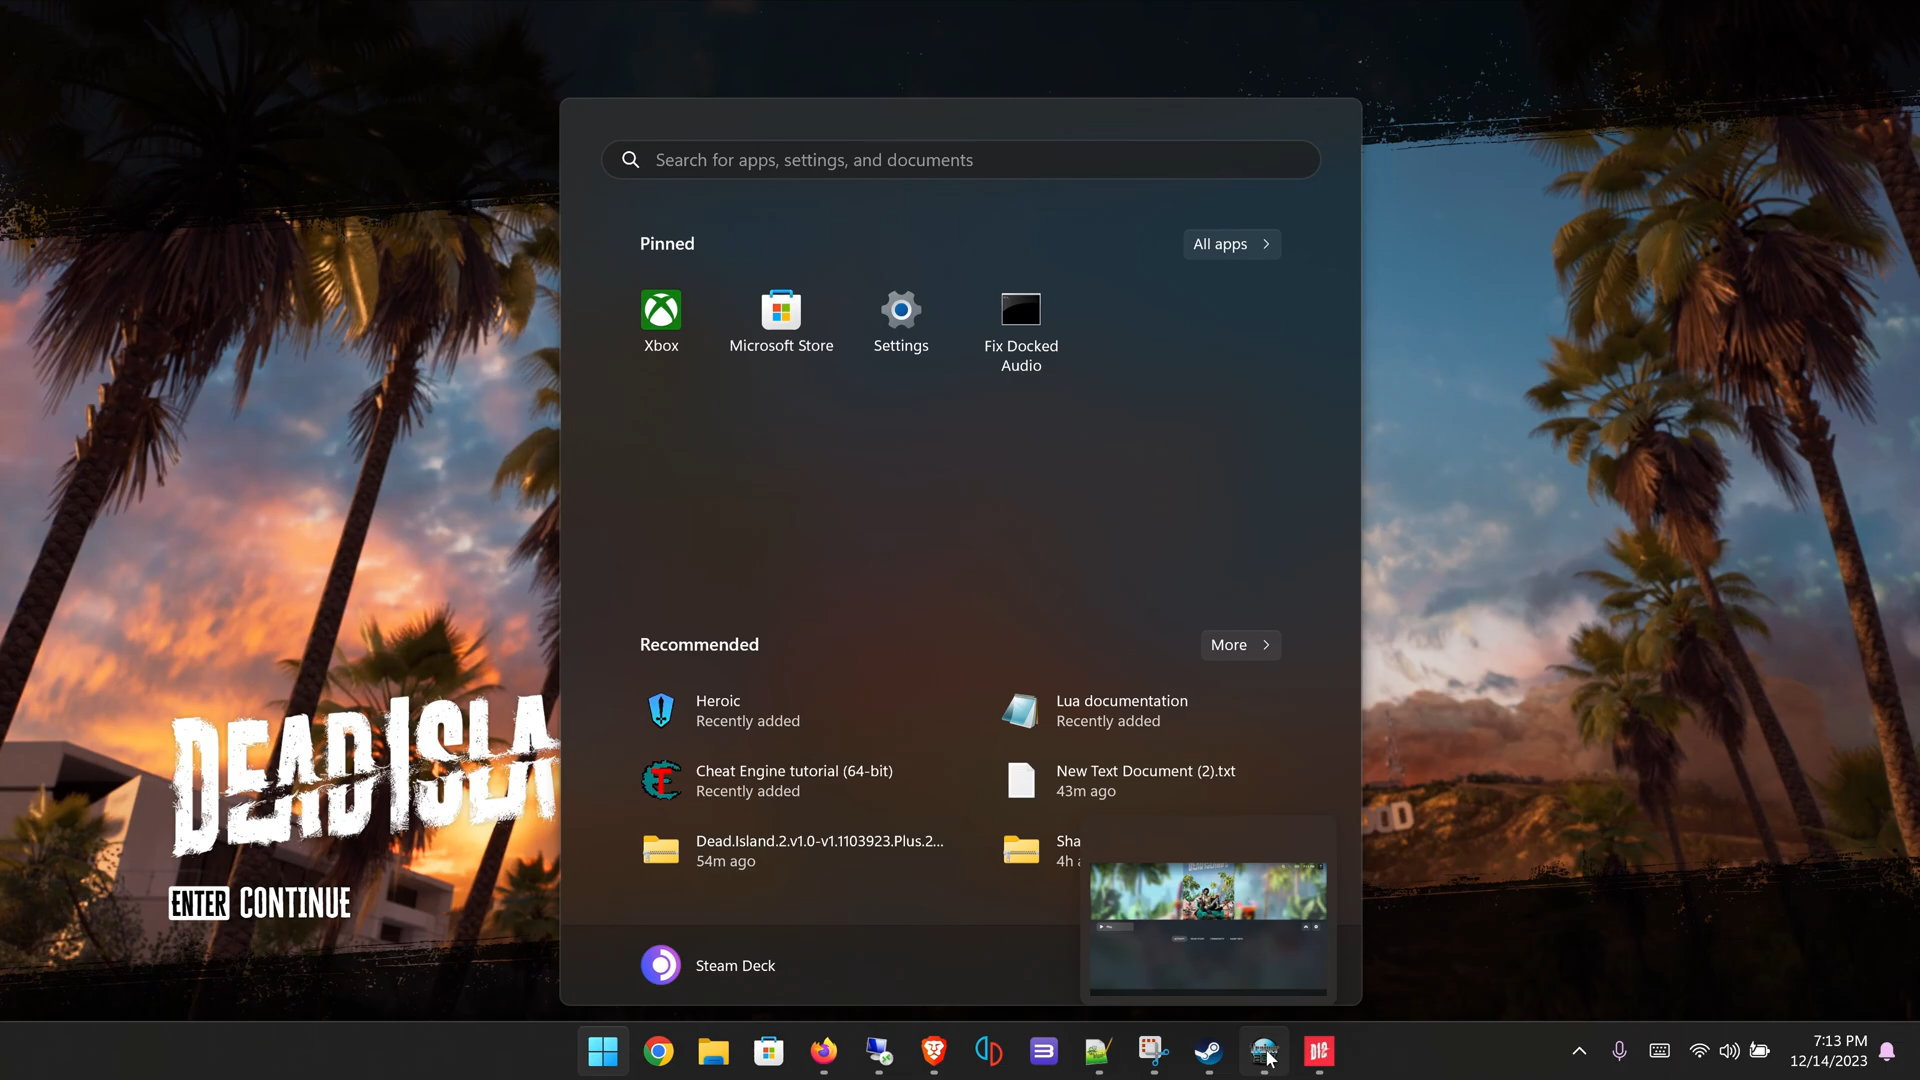 Search for apps, settings, and documents
Pinned
All apps
Xbox
Microsoft Store
Settings
Fix Docked
Audio
Recommended
More
Heroic
Recently added
Lua documentation
Recently added
Cheat Engine tutorial (64-bit)
Recently added
New Text Document (2).txt
43m ago
Dead.Island.2.v1.0-v1.1103923.Plus.2...
54m ago
Sha
4h a
DEAD ISLA
ENTER CONTINUE
Steam Deck
DI2
7:13 PM
12/14/2023